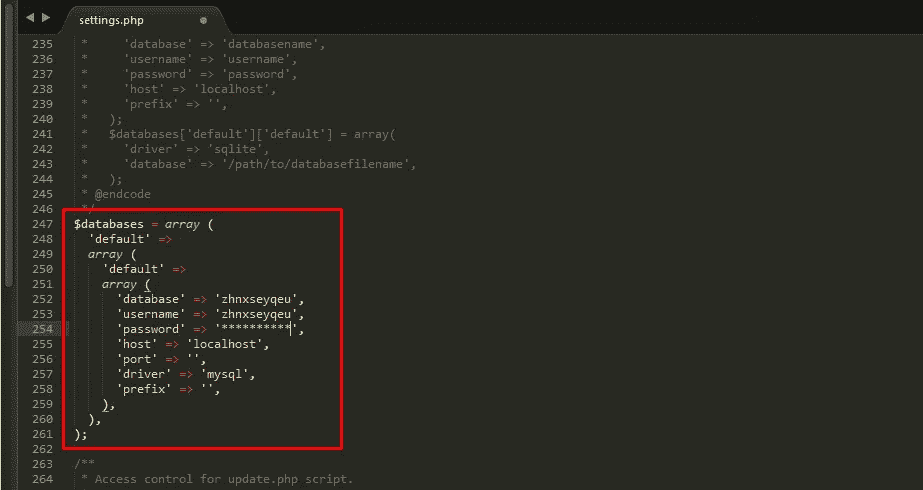 settings.php
235 *     'database' => 'databasename',
236 *     'username' => 'username',
237 *     'password' => 'password',
238 *     'host' => 'localhost',
239 *     'prefix' => '',
240 *   );
241 *   $databases['default']['default'] = array(
242 *     'driver' => 'sqlite',
243 *     'database' => '/path/to/databasefilename',
244 *   );
245 * @endcode
246 */
247 $databases = array (
248   'default' =>
249   array (
250     'default' =>
251     array (
252       'database' => 'zhnxseyqeu',
253       'username' => 'zhnxseyqeu',
254       'password' => '**********',
255       'host' => 'localhost',
256       'port' => '',
257       'driver' => 'mysql',
258       'prefix' => '',
259     ),
260   ),
261 );
262
263 /**
264 * Access control for update.php script.